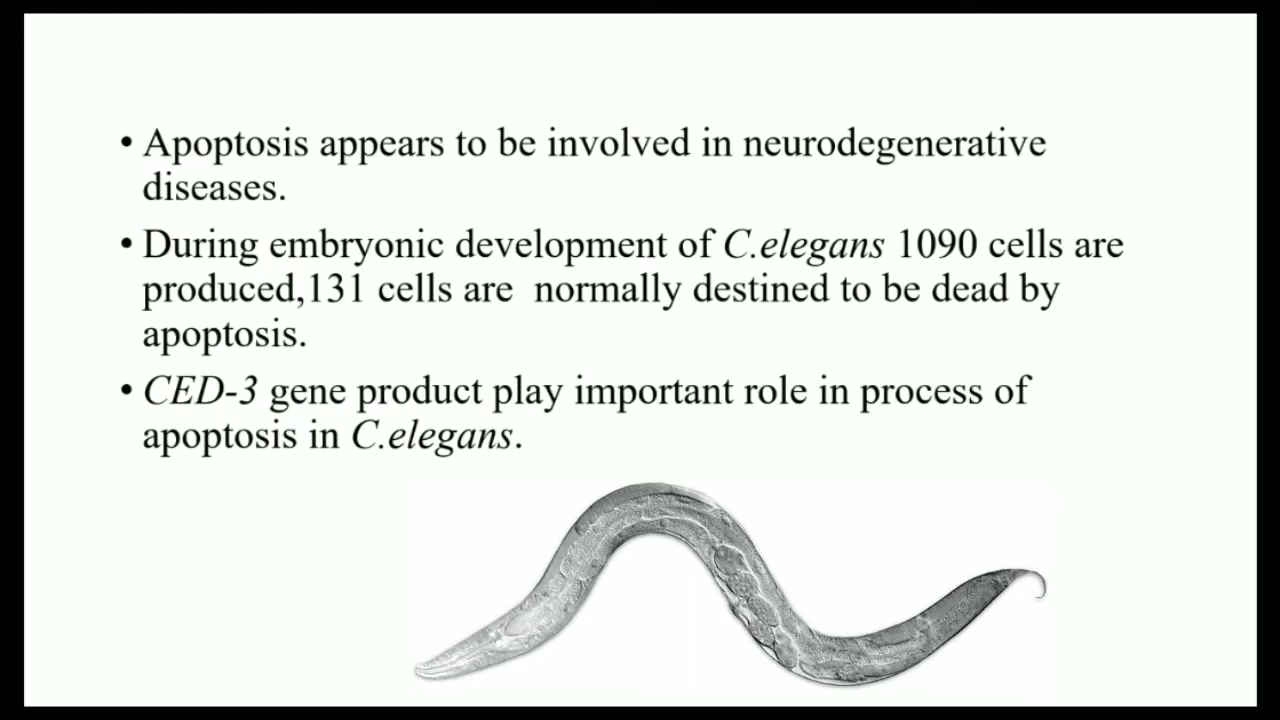 • Apoptosis appears to be involved in neurodegenerative
diseases.
• During embryonic development of C.elegans 1090 cells are
produced,131 cells are  normally destined to be dead by
apoptosis.
• CED-3 gene product play important role in process of
apoptosis in C.elegans.